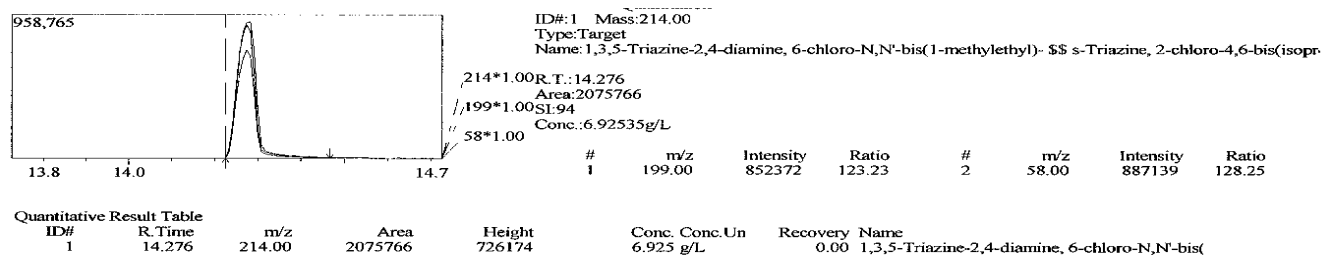 958,765
ID#:1 Mass:214.00
Type:Target
Name:1,3,5-Triazine-2,4-diamine, 6-chloro-N,N'-bis(1-methylethyl)- $$ s-Triazine, 2-chloro-4,6-bis(isopr
214*1.00 R.T.:14.276
Area:2075766
199*1.00 SI:94
Conc.:6.92535g/L
58*1.00
# m/z Intensity Ratio # m/z Intensity Ratio
1 199.00 852372 123.23 2 58.00 887139 128.25
13.8 14.0 14.7
Quantitative Result Table
ID# R.Time m/z Area Height Conc. Conc.Un Recovery Name
1 14.276 214.00 2075766 726174 6.925 g/L 0.00 1,3,5-Triazine-2,4-diamine, 6-chloro-N,N'-bis(